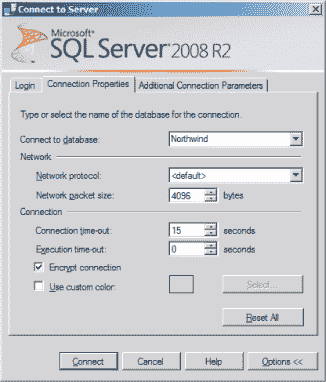 Connect to Server
Microsoft®
SQL Server® 2008 R2
Login Connection Properties Additional Connection Parameters
Type or select the name of the database for the connection.
Connect to database: Northwind
Network
Network protocol: <default>
Network packet size: 4096 bytes
Connection
Connection time-out: 15 seconds
Execution time-out: 0 seconds
Encrypt connection
Use custom color: Select...
Reset All
Connect Cancel Help Options <<